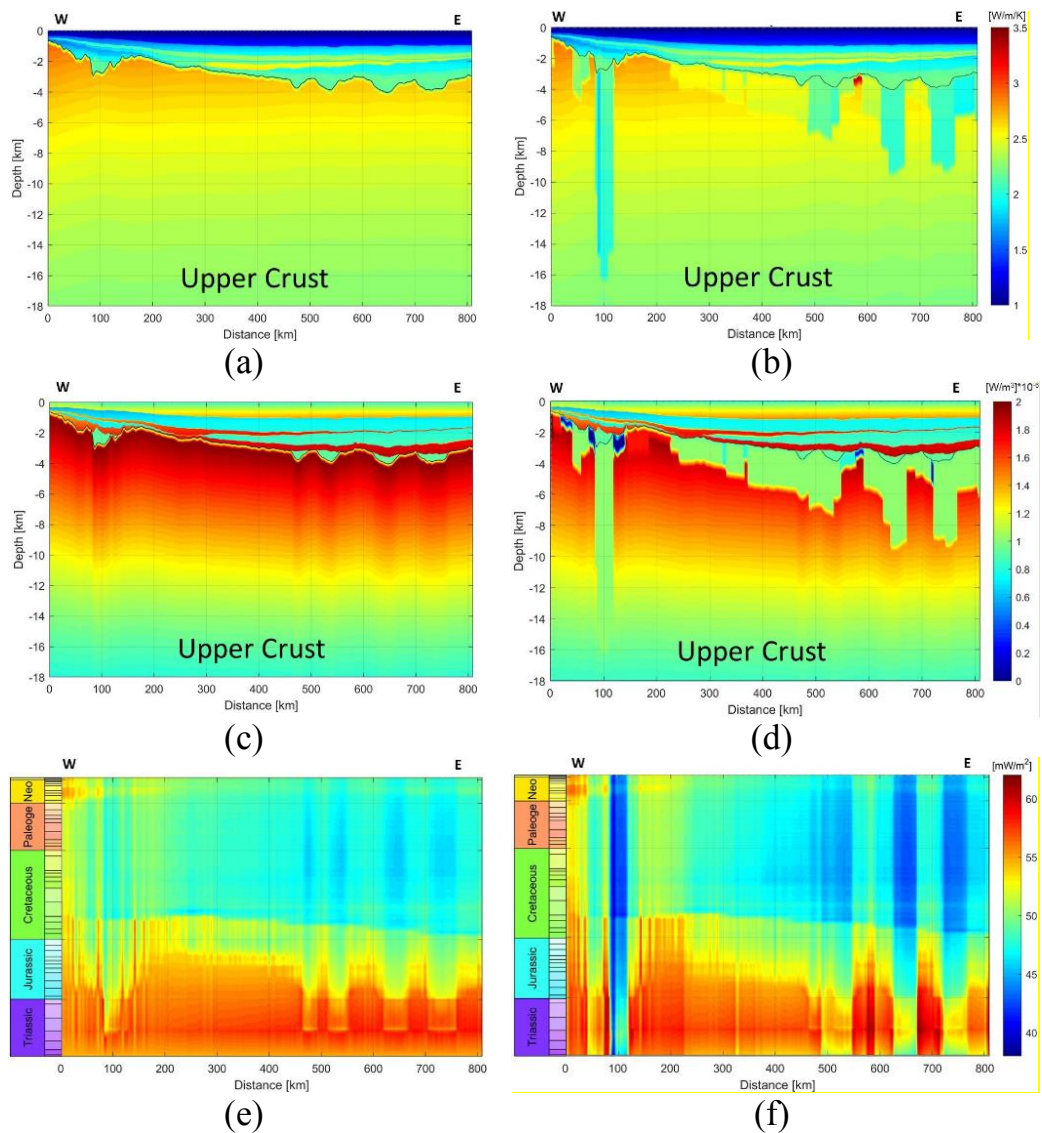 W E
0
-2
-4
-6
-8
-10
-12
-14
-16
-18
Depth [km]
Upper Crust
0 100 200 300 400 500 600 700 800
Distance [km]
(a)
W E
[W/m/K]
0
-2
-4
-6
-8
-10
-12
-14
-16
-18
Depth [km]
Upper Crust
3.5
3
2.5
2
1.5
1
0 100 200 300 400 500 600 700 800
Distance [km]
(b)
W E
0
-2
-4
-6
-8
-10
-12
-14
-16
-18
Depth [km]
Upper Crust
0 100 200 300 400 500 600 700 800
Distance [km]
(c)
W E
0
-2
-4
-6
-8
-10
-12
-14
-16
-18
Depth [km]
Upper Crust
2
1.8
1.6
1.4
1.2
1
0.8
0.6
0.4
0.2
0
0 100 200 300 400 500 600 700 800
Distance [km]
(d)
W E
Neo
Paleoge
Cretaceous
Jurassic
Triassic
0 100 200 300 400 500 600 700 800
Distance [km]
(e)
W E
[mW/m²]
Neo
Paleoge
Cretaceous
Jurassic
Triassic
60
55
50
45
40
0 100 200 300 400 500 600 700 800
Distance [km]
(f)